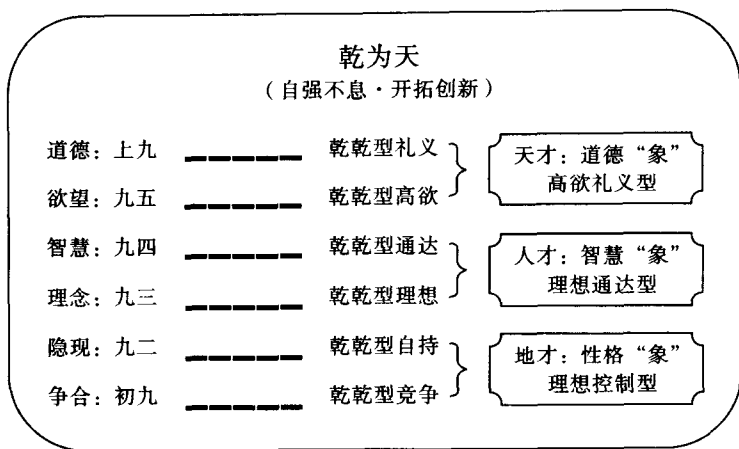 乾为天
（自强不息·开拓创新）
道德：上九 乾乾型礼义
欲望：九五 乾乾型高欲
天才：道德“象”
高欲礼义型
智慧：九四 乾乾型通达
理念：九三 乾乾型理想
人才：智慧“象”
理想通达型
隐现：九二 乾乾型自持
争合：初九 乾乾型竞争
地才：性格“象”
理想控制型